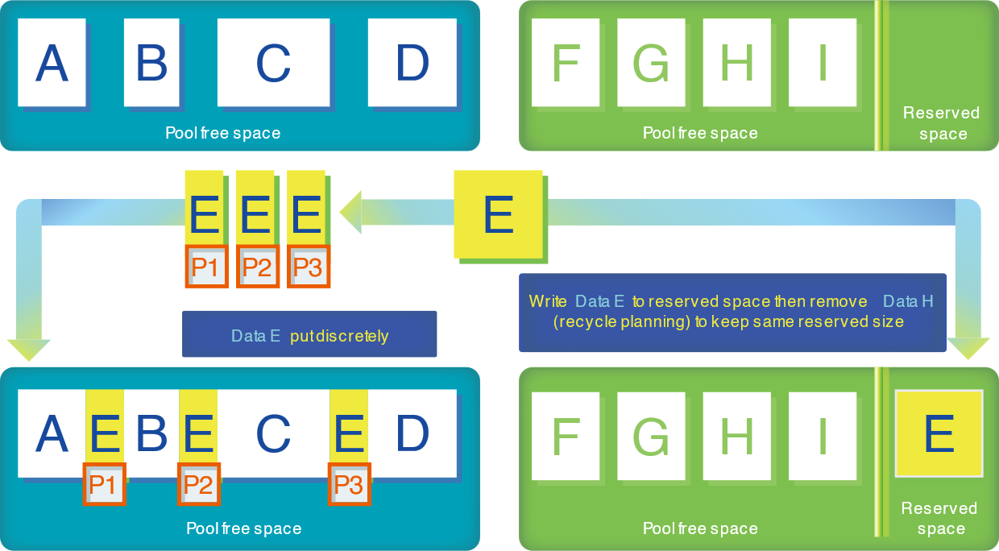 A B C D
Pool free space
F G H I
Pool free space
Reserved
space
E E E
P1 P2 P3
E
Data E put discretely
Write Data E to reserved space then remove Data H
(recycle planning) to keep same reserved size
A E B E C E D
P1 P2 P3
Pool free space
F G H I
E
Pool free space
Reserved
space